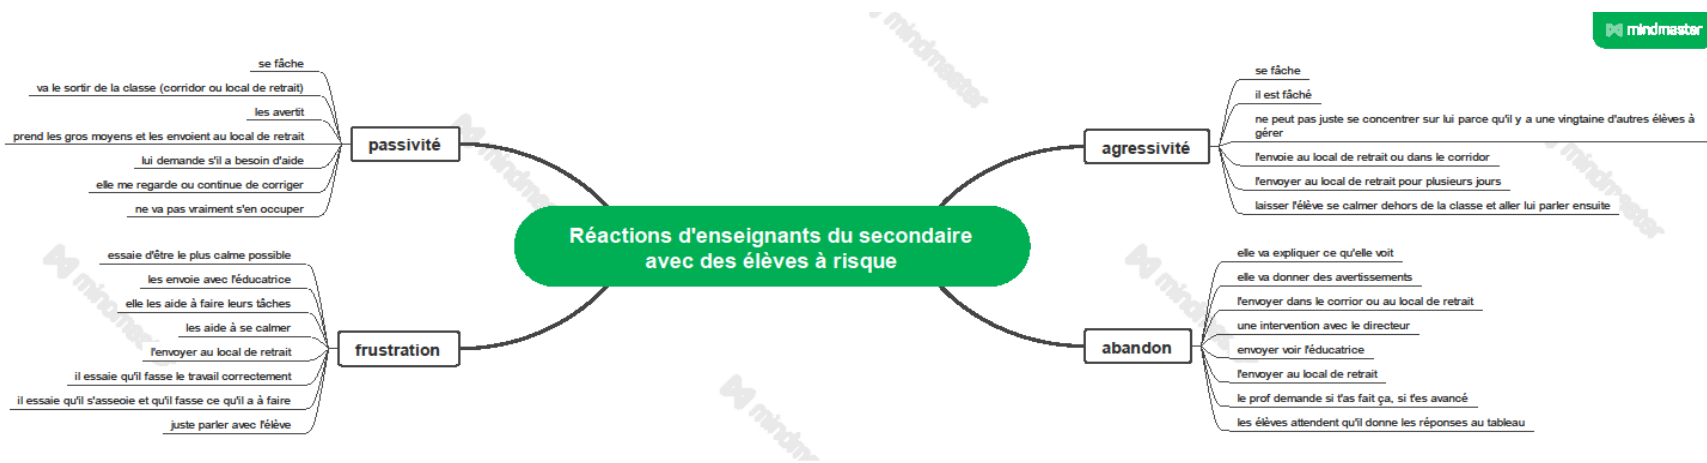 mindmaster
Réactions d'enseignants du secondaire
avec des élèves à risque
passivité
se fâche
va le sortir de la classe (corridor ou local de retrait)
les avertit
prend les gros moyens et les envoient au local de retrait
lui demande s'il a besoin d'aide
elle me regarde ou continue de corriger
ne va pas vraiment s'en occuper
frustration
essaie d'être le plus calme possible
les envoie avec l'éducatrice
elle les aide à faire leurs tâches
les aide à se calmer
l'envoyer au local de retrait
il essaie qu'il fasse le travail correctement
il essaie qu'il s'asseoie et qu'il fasse ce qu'il a à faire
juste parler avec l'élève
agressivité
se fâche
il est fâché
ne peut pas juste se concentrer sur lui parce qu'il y a une vingtaine d'autres élèves à
gérer
l'envoie au local de retrait ou dans le corridor
l'envoyer au local de retrait pour plusieurs jours
laisser l'élève se calmer dehors de la classe et aller lui parler ensuite
abandon
elle va expliquer ce qu'elle voit
elle va donner des avertissements
l'envoyer dans le corrior ou au local de retrait
une intervention avec le directeur
envoyer voir l'éducatrice
l'envoyer au local de retrait
le prof demande si t'as fait ça, si t'es avancé
les élèves attendent qu'il donne les réponses au tableau
mindmaster
mindmaster
mindmaster
mindmaster
mindmaster
mindmaster